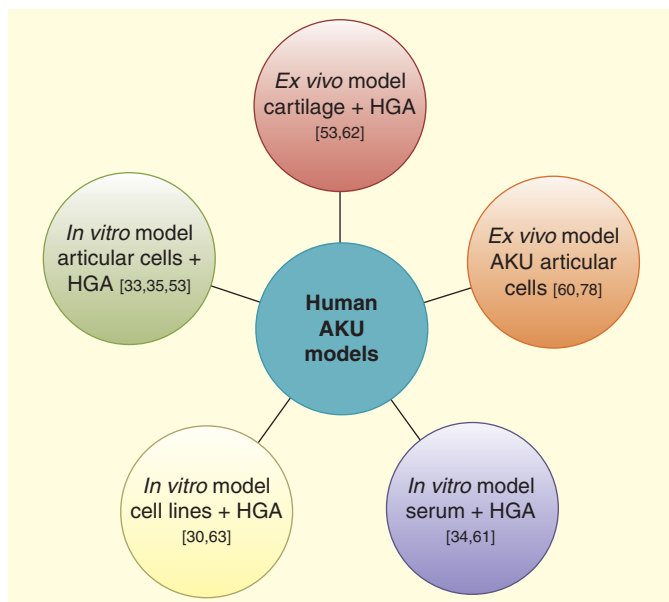 Ex vivo model
cartilage + HGA
[53,62]
In vitro model
articular cells +
HGA [33,35,53]
Ex vivo model
AKU articular
cells [60,78]
Human
AKU
models
In vitro model
cell lines + HGA
[30,63]
In vitro model
serum + HGA
[34,61]